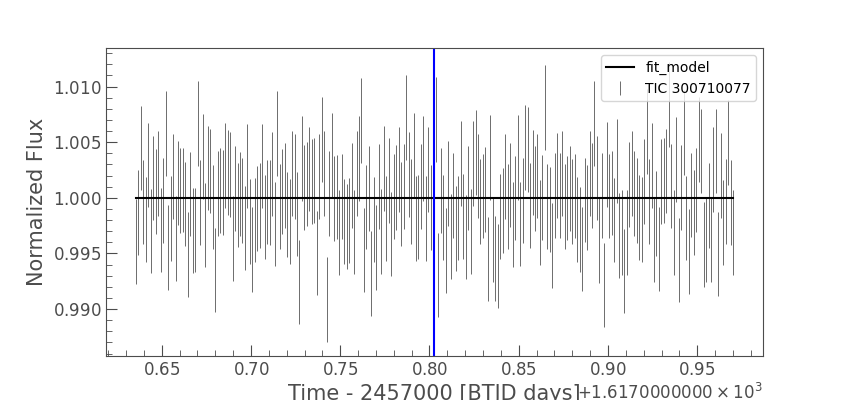 fit_model
TIC 300710077
1.010
1.005
1.000
0.995
0.990
Normalized Flux
0.65 0.70 0.75 0.80 0.85 0.90 0.95
Time - 2457000 [BTJD days]
+1.6170000000 × 10³